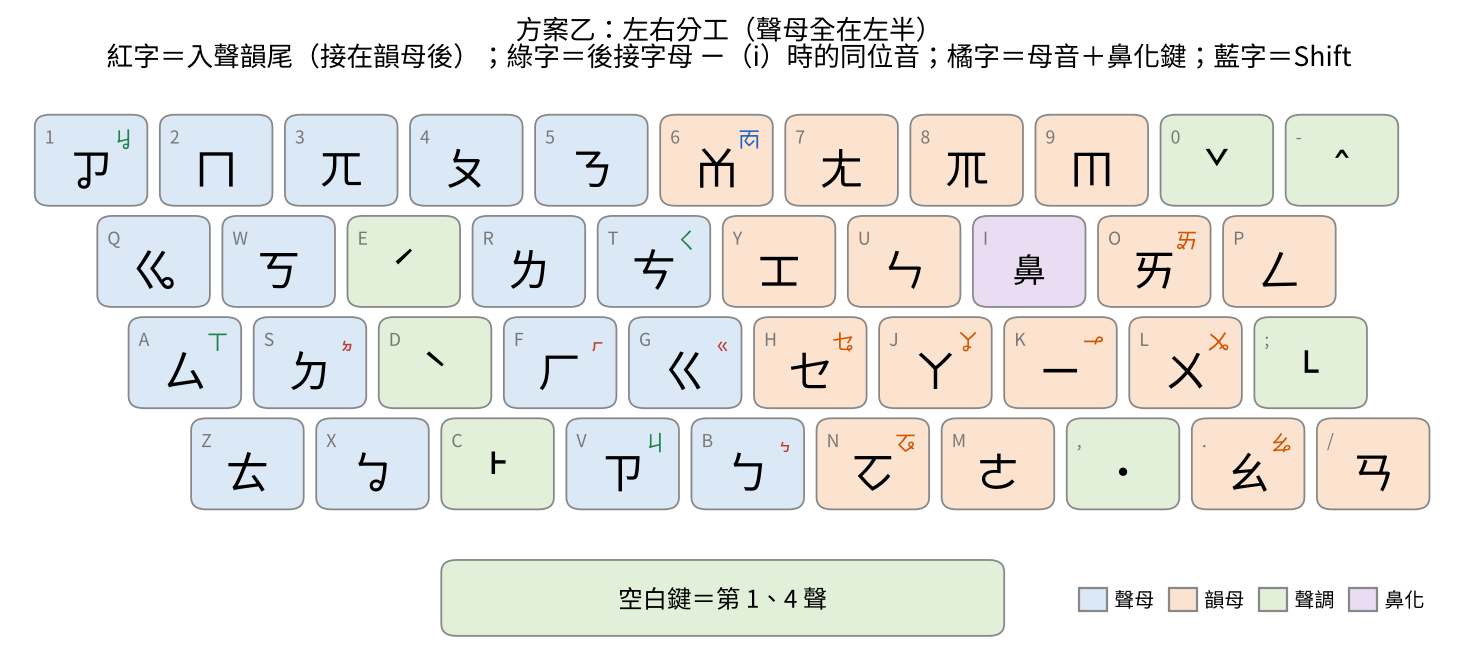 方案乙：左右分工（聲母全在左半）
紅字＝入聲韻尾（接在韻母後）；綠字＝後接字母 ㄧ（i）時的同位音；橘字＝母音＋鼻化鍵；藍字＝Shift
1 ㆡ ㆢ 2 ㄇ 3 ㄫ 4 ㄆ 5 ㄋ 6 ㆯ ㆱ 7 ㄤ 8 ㆭ 9 ㆬ 0 ˇ - ˆ
Q ㆣ W ㄎ E ˊ R ㄌ T ㄘ ㄑ Y ㆲ U ㄣ I 鼻 O ㄞ ㆮ P ㄥ
A ㄙ ㄒ S ㄉ ㆵ D ˋ F ㄏ ㆷ G ㄍ ㆶ H ㆤ ㆥ J ㄚ ㆩ K ㄧ ㆪ L ㄨ ㆫ ; ˪
Z ㄊ X ㆠ C ˫ V ㄗ ㄐ B ㄅ ㆴ N ㆦ ㆧ M ㄜ , ˙ . ㄠ ㆯ / ㄢ
空白鍵＝第 1、4 聲
聲母 韻母 聲調 鼻化